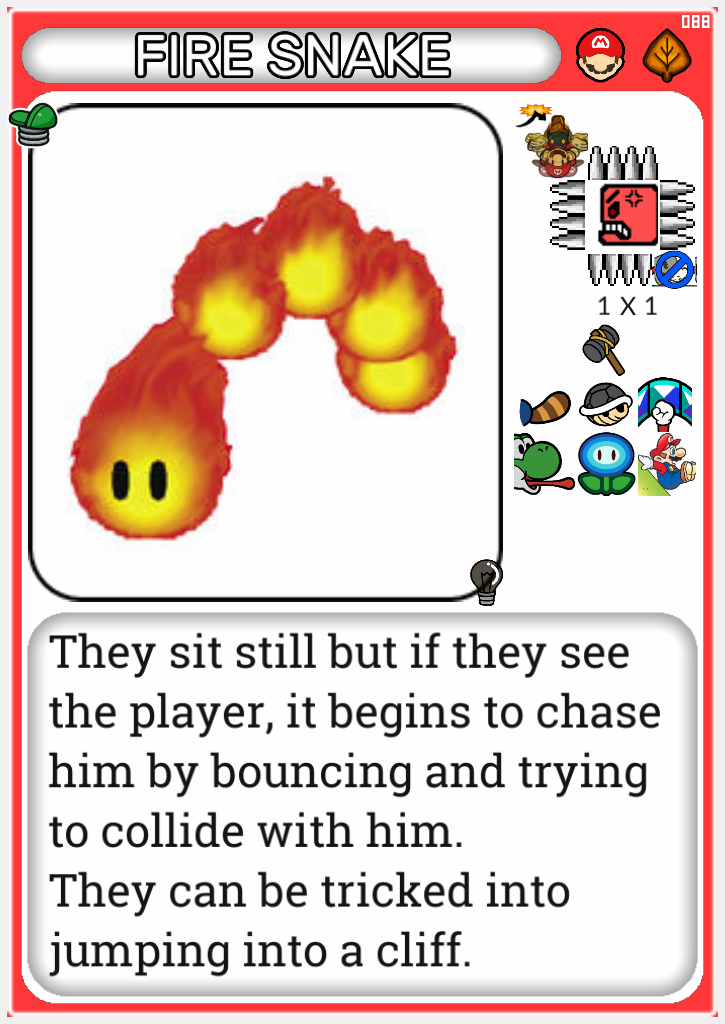 088
FIRE SNAKE
1 X 1
They sit still but if they see
the player, it begins to chase
him by bouncing and trying
to collide with him.
They can be tricked into
jumping into a cliff.